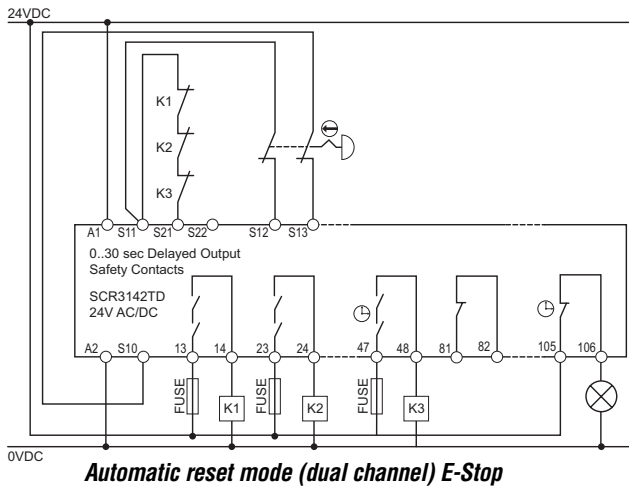 24VDC
K1
K2
K3
A1 S11 S21 S22 S12 S13
0..30 sec Delayed Output
Safety Contacts
SCR3142TD
24V AC/DC
A2 S10 13 14 23 24 47 48 81 82 105 106
FUSE K1 FUSE K2 FUSE K3
0VDC
Automatic reset mode (dual channel) E-Stop